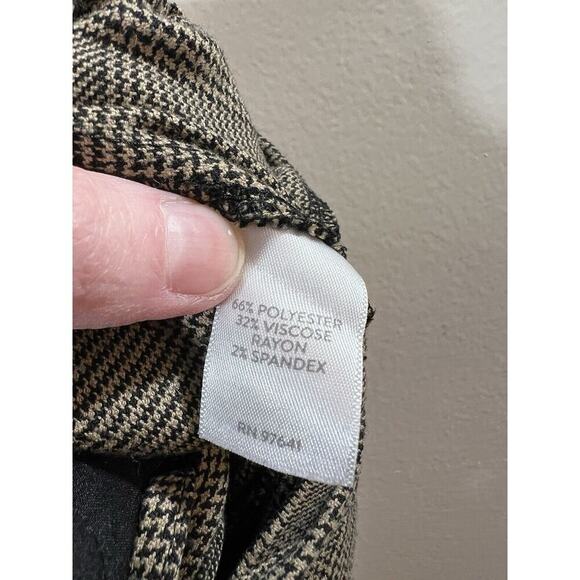 66% POLYESTER
32% VISCOSE
RAYON
2% SPANDEX
RN 97641